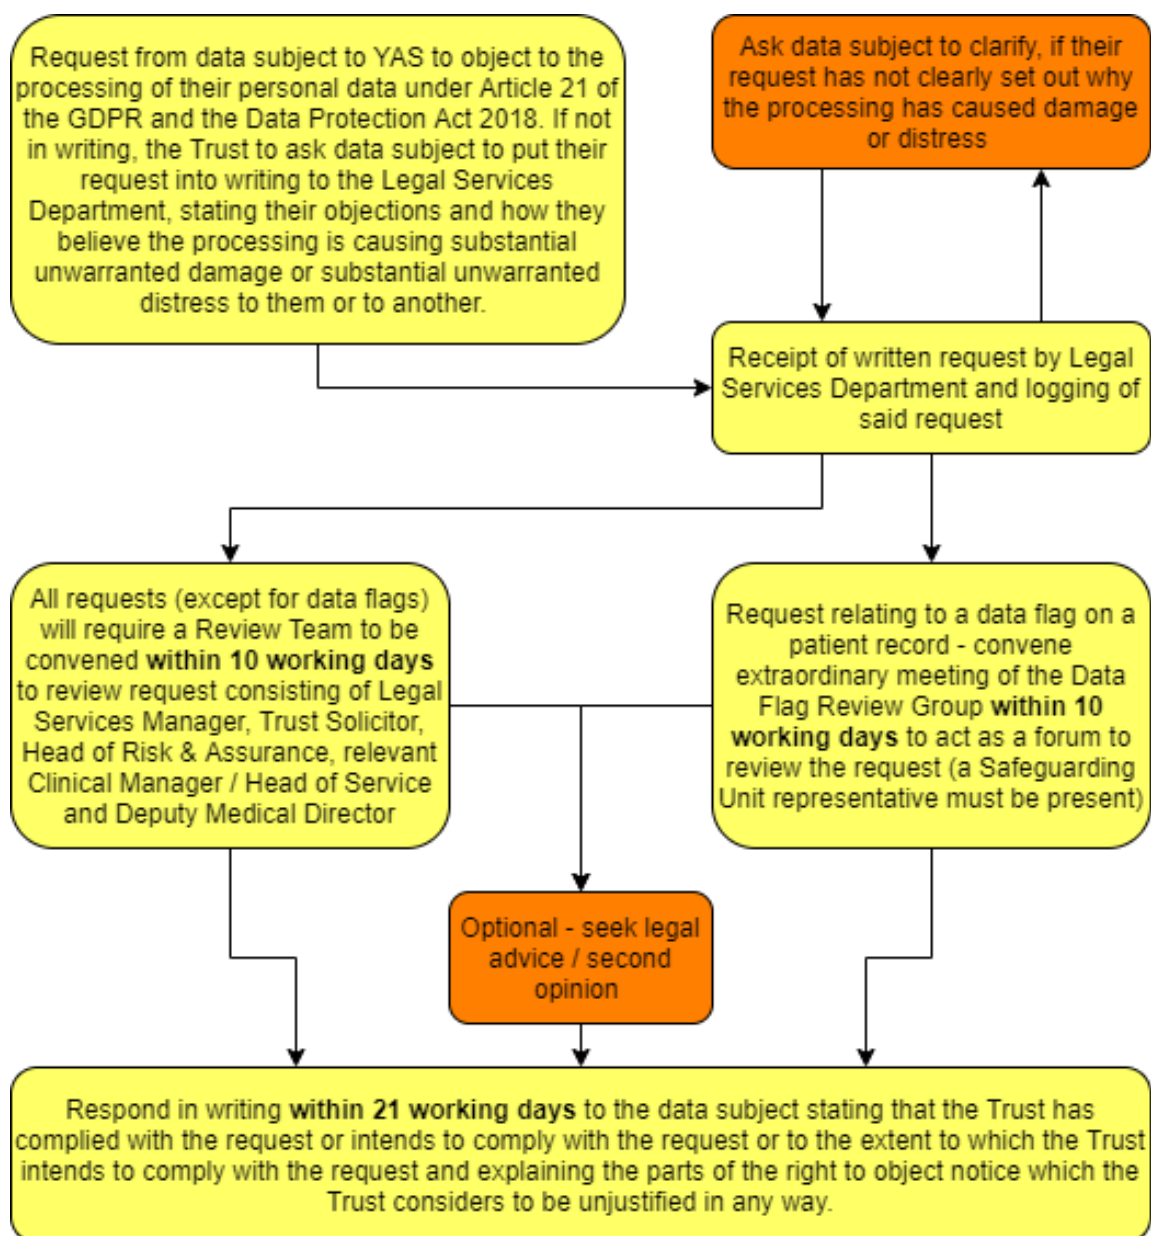 Request from data subject to YAS to object to the
processing of their personal data under Article 21 of
the GDPR and the Data Protection Act 2018. If not
in writing, the Trust to ask data subject to put their
request into writing to the Legal Services
Department, stating their objections and how they
believe the processing is causing substantial
unwarranted damage or substantial unwarranted
distress to them or to another.
Ask data subject to clarify, if their
request has not clearly set out why
the processing has caused damage
or distress
Receipt of written request by Legal
Services Department and logging of
said request
All requests (except for data flags)
will require a Review Team to be
convened within 10 working days
to review request consisting of Legal
Services Manager, Trust Solicitor,
Head of Risk & Assurance, relevant
Clinical Manager / Head of Service
and Deputy Medical Director
Request relating to a data flag on a
patient record - convene
extraordinary meeting of the Data
Flag Review Group within 10
working days to act as a forum to
review the request (a Safeguarding
Unit representative must be present)
Optional - seek legal
advice / second
opinion
Respond in writing within 21 working days to the data subject stating that the Trust has
complied with the request or intends to comply with the request or to the extent to which the Trust
intends to comply with the request and explaining the parts of the right to object notice which the
Trust considers to be unjustified in any way.